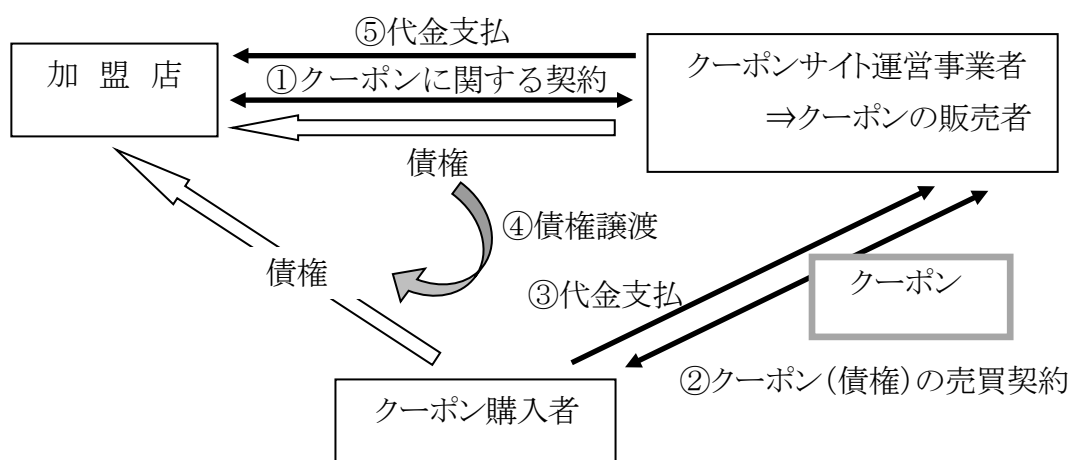 ⑤代金支払
加 盟 店
①クーポンに関する契約
クーポンサイト運営事業者
⇒クーポンの販売者
債権
④債権譲渡
債権
③代金支払
クーポン
②クーポン(債権)の売買契約
クーポン購入者